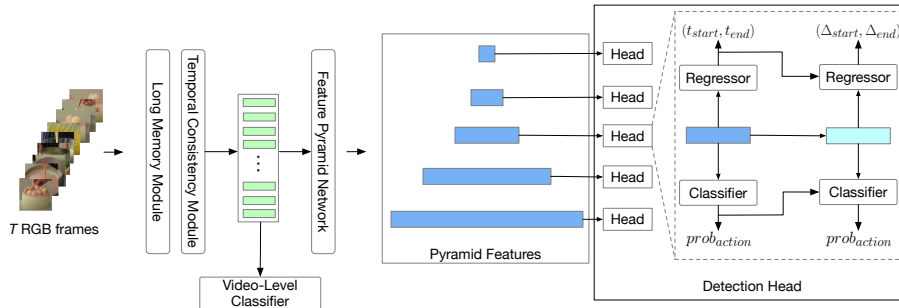 T RGB frames
Long Memory Module
Temporal Consistency Module
Video-Level
Classifier
Feature Pyramid Network
Pyramid Features
Head
Head
Head
Head
Head
(t_start, t_end)
(Δ_start, Δ_end)
Regressor
Regressor
Classifier
Classifier
prob_action
prob_action
Detection Head